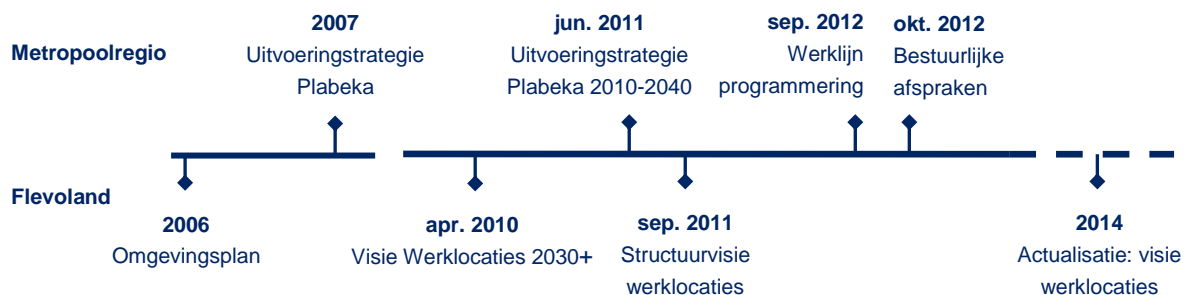 Metropoolregio
2007
Uitvoeringstrategie
Plabeka
jun. 2011
Uitvoeringstrategie
Plabeka 2010-2040
sep. 2012
Werklijn
programmering
okt. 2012
Bestuurlijke
afspraken
Flevoland
2006
Omgevingsplan
apr. 2010
Visie Werklocaties 2030+
sep. 2011
Structuurvisie
werklocaties
2014
Actualisatie: visie
werklocaties